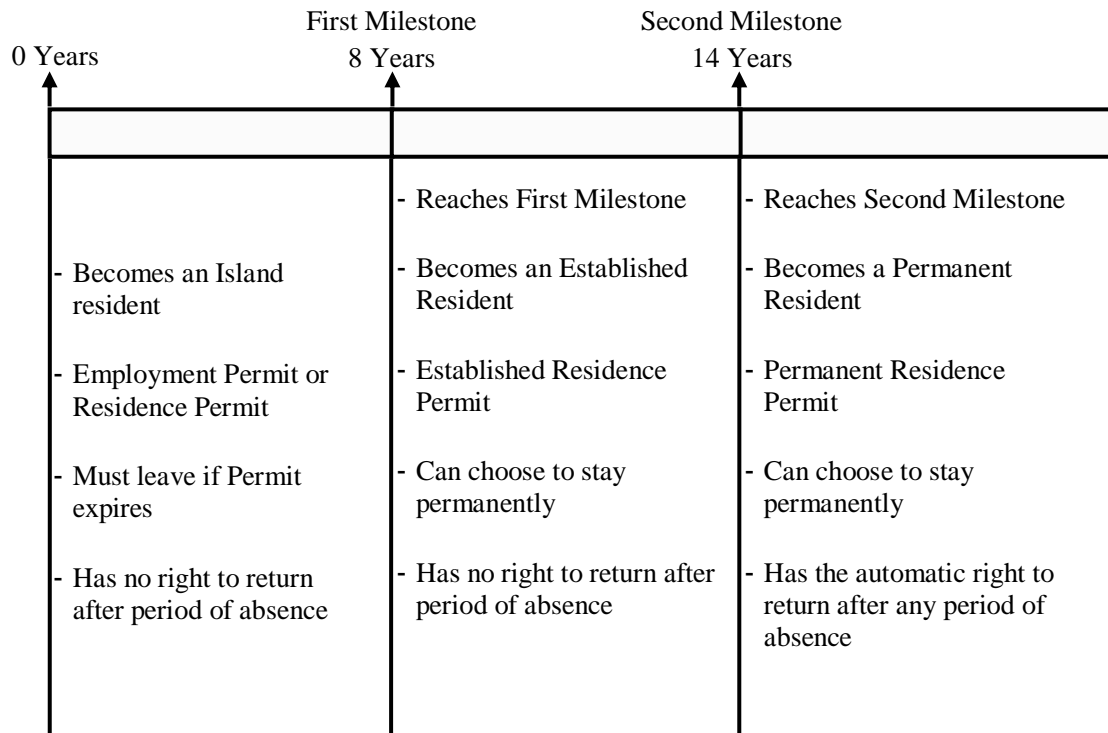 First Milestone
Second Milestone
0 Years
8 Years
14 Years
- Becomes an Island
resident
- Employment Permit or
Residence Permit
- Must leave if Permit
expires
- Has no right to return
after period of absence
- Reaches First Milestone
- Becomes an Established
Resident
- Established Residence
Permit
- Can choose to stay
permanently
- Has no right to return after
period of absence
- Reaches Second Milestone
- Becomes a Permanent
Resident
- Permanent Residence
Permit
- Can choose to stay
permanently
- Has the automatic right to
return after any period of
absence